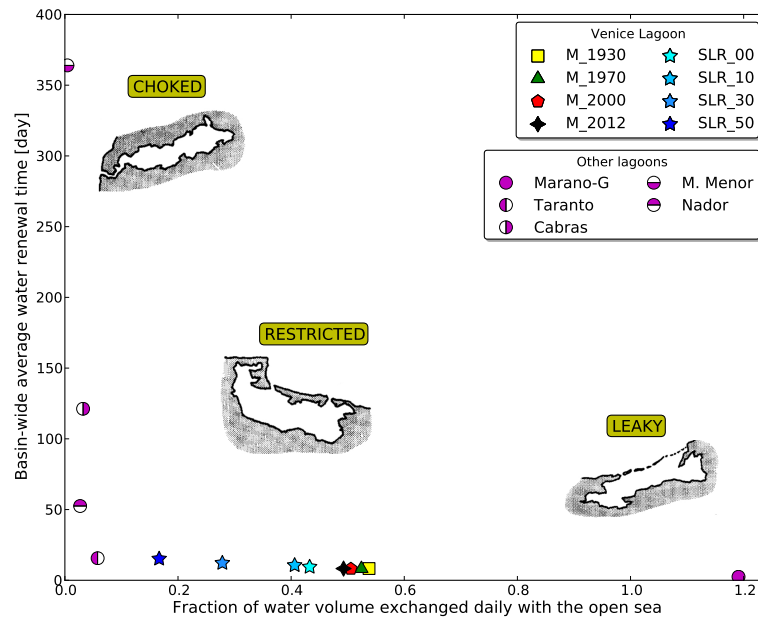 400
350
300
250
200
150
100
50
0
Basin-wide average water renewal time [day]
0.0 0.2 0.4 0.6 0.8 1.0 1.2
Fraction of water volume exchanged daily with the open sea
CHOKED
RESTRICTED
LEAKY
Venice Lagoon
M_1930 SLR_00
M_1970 SLR_10
M_2000 SLR_30
M_2012 SLR_50
Other lagoons
Marano-G M. Menor
Taranto Nador
Cabras